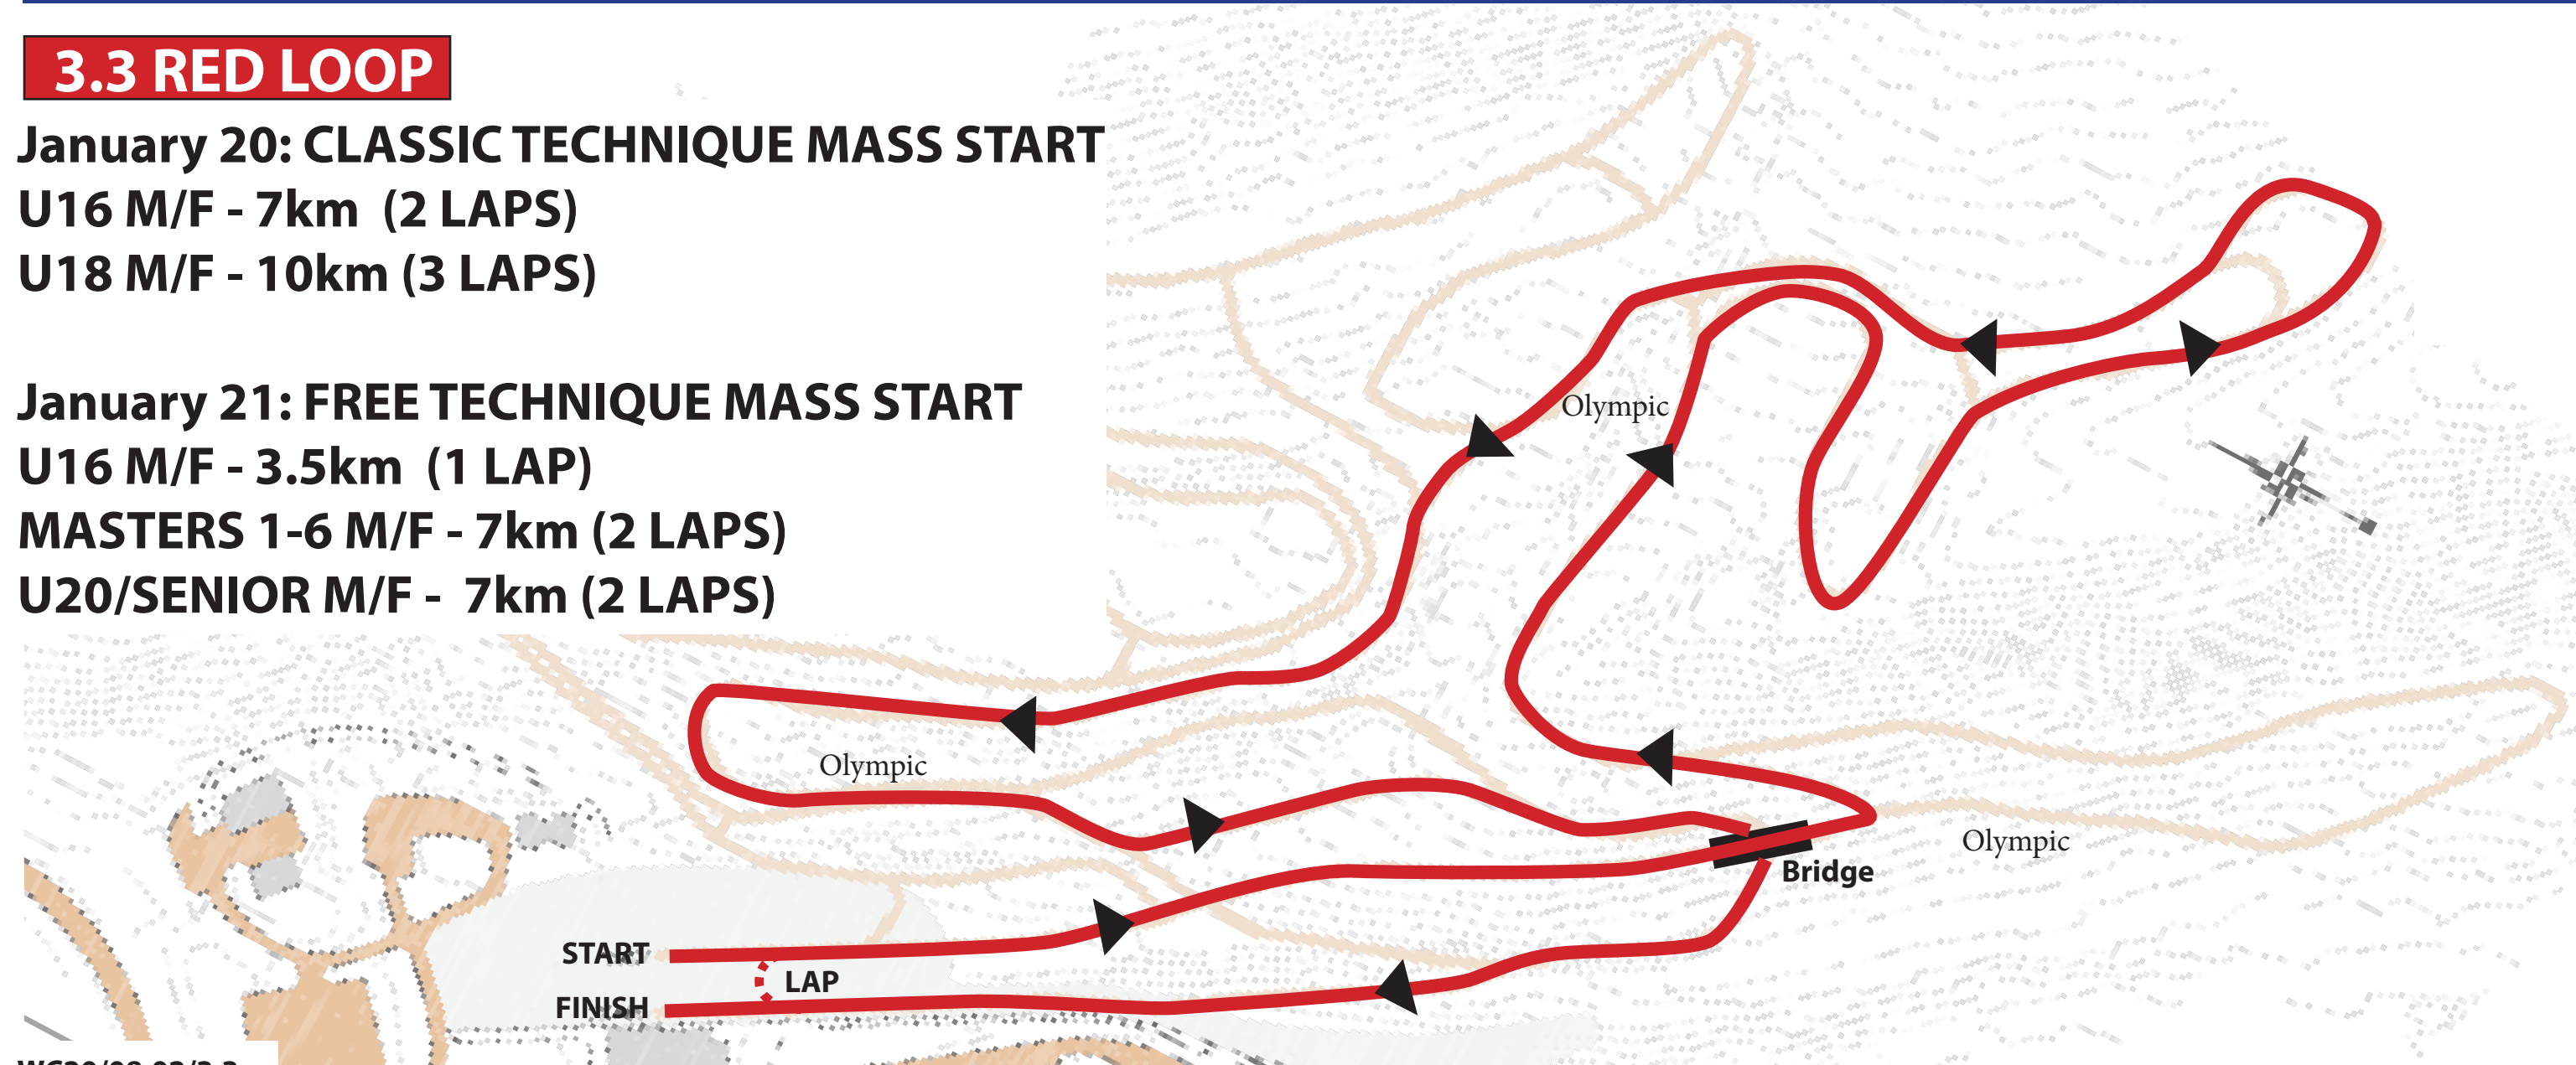 3.3 RED LOOP
January 20: CLASSIC TECHNIQUE MASS START
U16 M/F - 7km (2 LAPS)
U18 M/F - 10km (3 LAPS)
January 21: FREE TECHNIQUE MASS START
U16 M/F - 3.5km (1 LAP)
MASTERS 1-6 M/F - 7km (2 LAPS)
U20/SENIOR M/F - 7km (2 LAPS)
Olympic
Olympic
Olympic
Bridge
START
LAP
FINISH